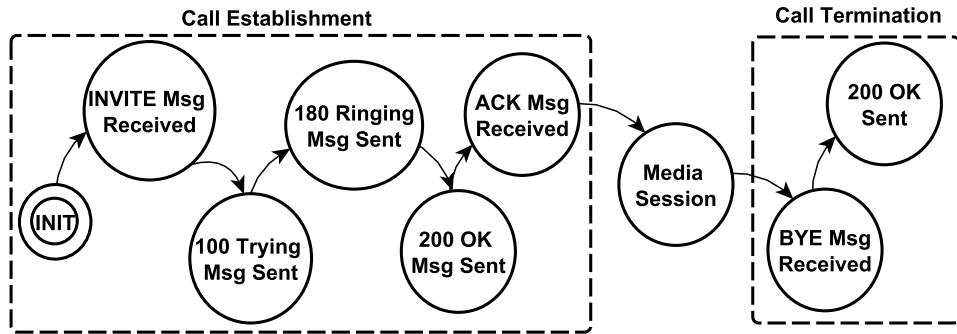 Call Establishment
Call Termination
INVITE Msg
Received
180 Ringing
Msg Sent
ACK Msg
Received
200 OK
Sent
INIT
100 Trying
Msg Sent
200 OK
Msg Sent
Media
Session
BYE Msg
Received